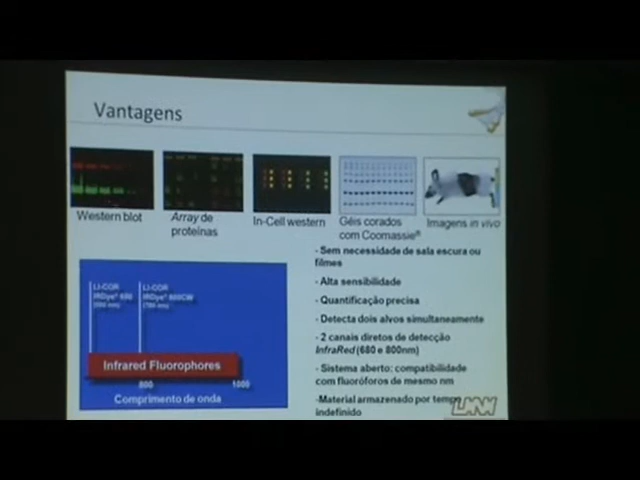 Vantagens
Western blot
Array de
proteínas
In-Cell western
Géis corados
com Coomassie®
Imagens in vivo
- Sem necessidade de sala escura ou
filmes
- Alta sensibilidade
- Quantificação precisa
- Detecta dois alvos simultaneamente
- 2 canais diretos de detecção
InfraRed (680 e 800nm)
- Sistema aberto: compatibilidade
com fluoróforos de mesmo nm
-Material armazenado por tempo
indefinido
LI-COR
IRDye® 680
LI-COR
IRDye® 800CW
Infrared Fluorophores
800
1000
Comprimento de onda